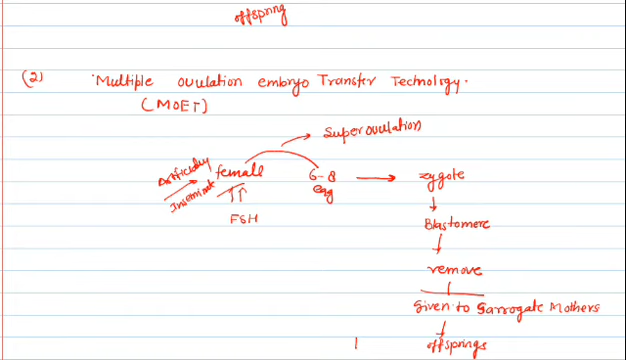 offspring
(2) Multiple ovulation embryo Transfer Technology.
(MOET)
Superovulation
Artificially
Inseminate
female
6-8
egg
zygote
FSH
Blastomere
remove
Given to Sarrogate Mothers
offsprings